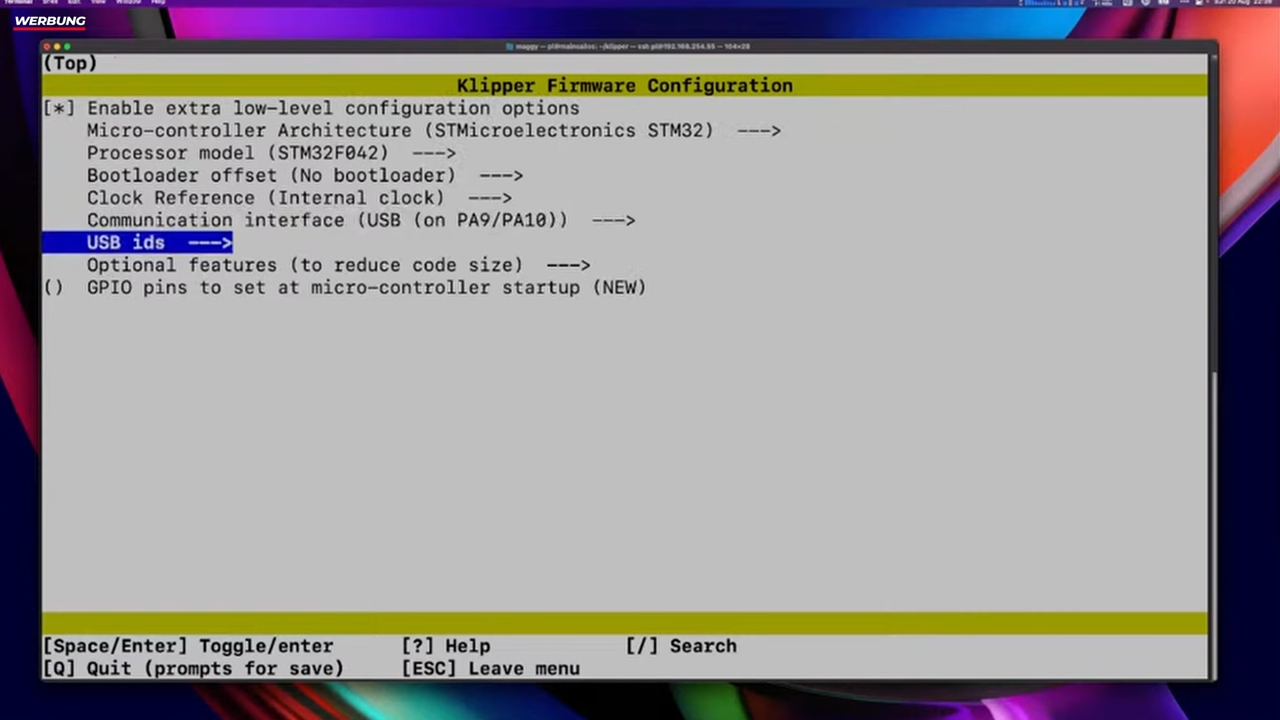 WERBUNG
maggy — pi@mainsailos: ~/klipper — ssh pi@192.168.254.55 — 104×28
(Top)
Klipper Firmware Configuration
[*] Enable extra low-level configuration options
Micro-controller Architecture (STMicroelectronics STM32) --->
Processor model (STM32F042) --->
Bootloader offset (No bootloader) --->
Clock Reference (Internal clock) --->
Communication interface (USB (on PA9/PA10)) --->
USB ids --->
Optional features (to reduce code size) --->
() GPIO pins to set at micro-controller startup (NEW)
[Space/Enter] Toggle/enter [?] Help [/] Search
[Q] Quit (prompts for save) [ESC] Leave menu